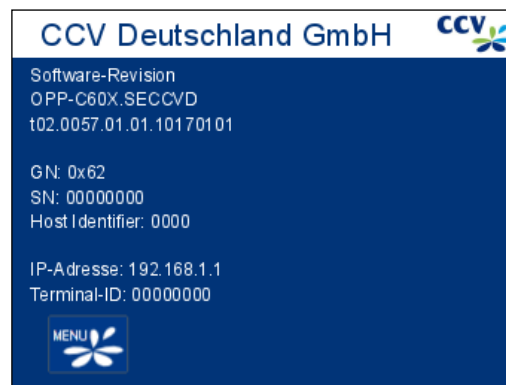 CCV Deutschland GmbH
CCV
Software-Revision
OPP-C60X.SECCVD
t02.0057.01.01.10170101
GN: 0x62
SN: 00000000
Host Identifier: 0000
IP-Adresse: 192.168.1.1
Terminal-ID: 00000000
MENU